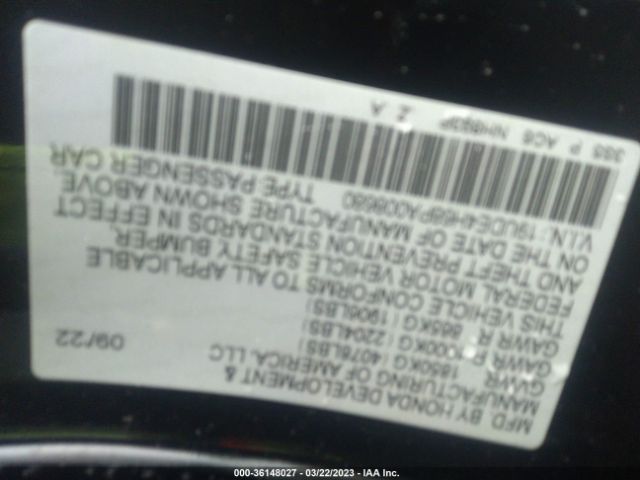 MFD. BY HONDA DEVELOPMENT &
MANUFACTURING OF AMERICA, LLC
09/22
GVWR 1850KG 4078LBS
GAWR F 1000KG 2204LBS
GAWR R 865KG 1906LBS
THIS VEHICLE CONFORMS TO ALL APPLICABLE
FEDERAL MOTOR VEHICLE SAFETY BUMPER,
AND THEFT PREVENTION STANDARDS IN EFFECT
ON THE DATE OF MANUFACTURE SHOWN ABOVE.
V.I.N.: 19UDE4H68PA008680 TYPE:PASSENGER CAR
P AC6 Z A
000-36148027 - 03/22/2023 - IAA Inc.